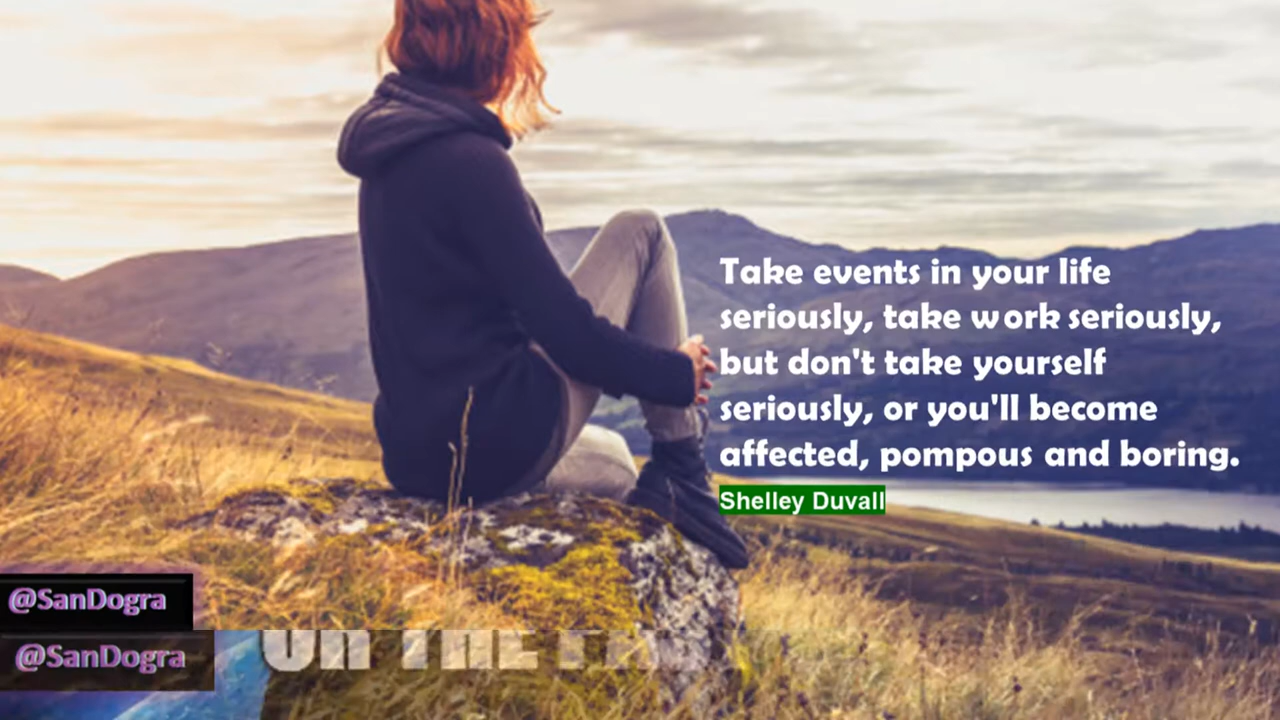 Take events in your life
seriously, take work seriously,
but don't take yourself
seriously, or you'll become
affected, pompous and boring.
Shelley Duvall
@SanDogra
@SanDogra